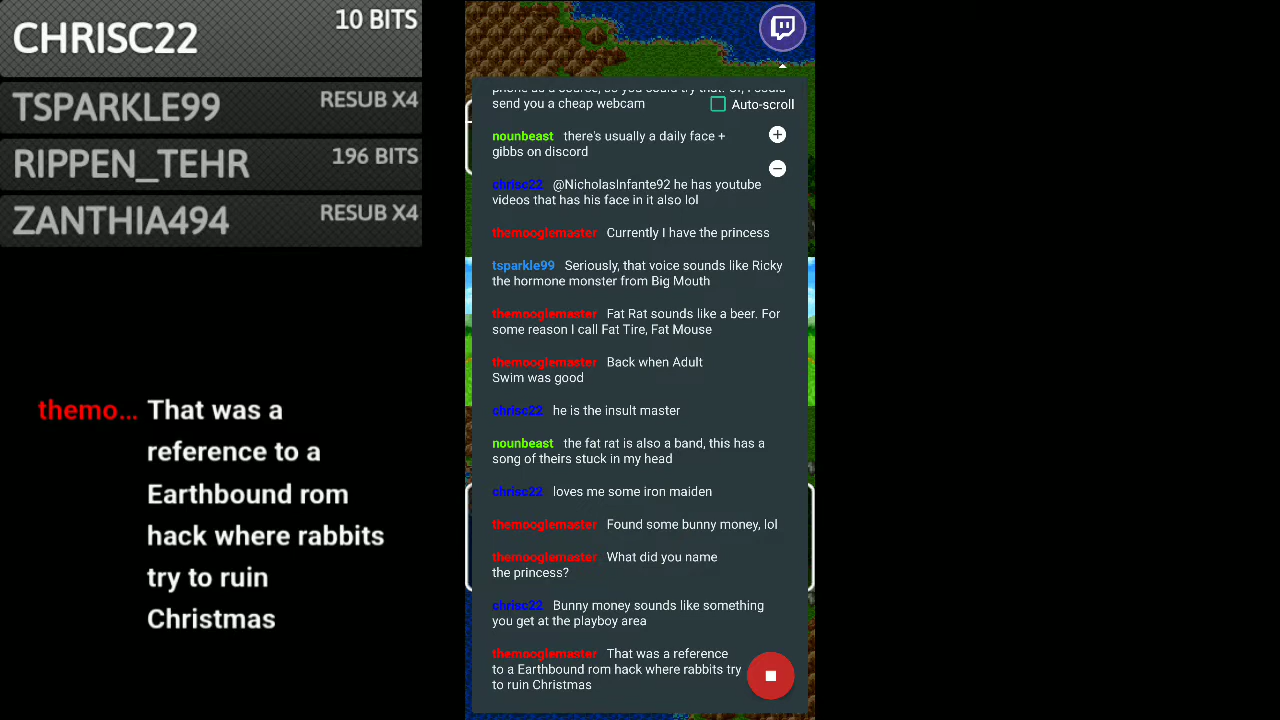 CHRISC22
10 BITS
TSPARKLE99
RESUB X4
RIPPEN_TEHR
196 BITS
ZANTHIA494
RESUB X4
themo... That was a
reference to a
Earthbound rom
hack where rabbits
try to ruin
Christmas
send you a cheap webcam
Auto-scroll
nounbeast there's usually a daily face +
gibbs on discord
chrisc22 @NicholasInfante92 he has youtube
videos that has his face in it also lol
themooglemaster Currently I have the princess
tsparkle99 Seriously, that voice sounds like Ricky
the hormone monster from Big Mouth
themooglemaster Fat Rat sounds like a beer. For
some reason I call Fat Tire, Fat Mouse
themooglemaster Back when Adult
Swim was good
chrisc22 he is the insult master
nounbeast the fat rat is also a band, this has a
song of theirs stuck in my head
chrisc22 loves me some iron maiden
themooglemaster Found some bunny money, lol
themooglemaster What did you name
the princess?
chrisc22 Bunny money sounds like something
you get at the playboy area
themooglemaster That was a reference
to a Earthbound rom hack where rabbits try
to ruin Christmas